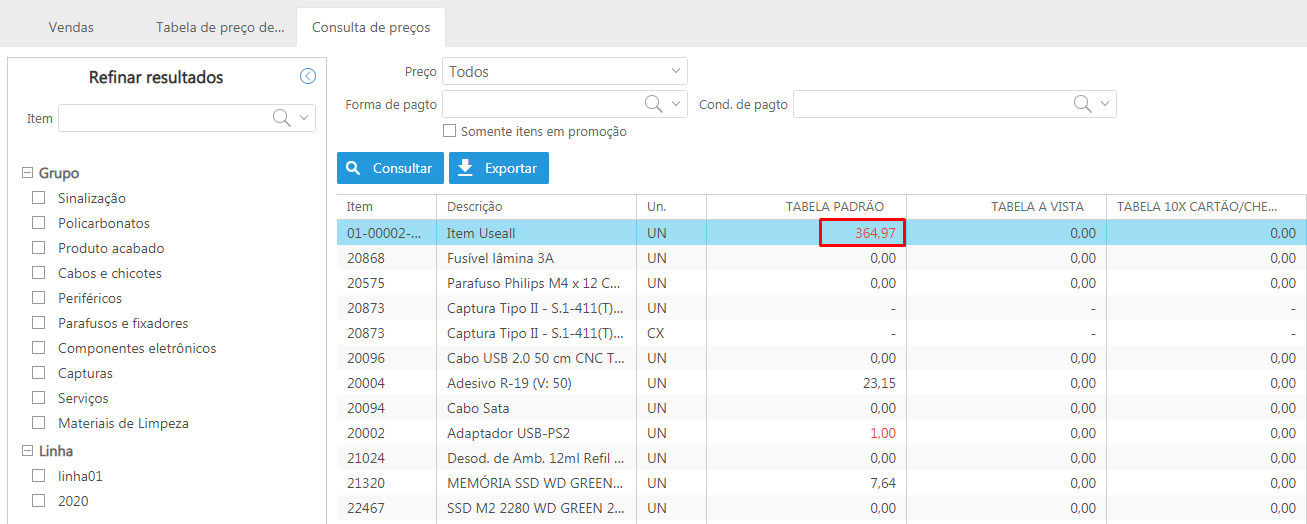 Vendas Tabela de preço de... Consulta de preços
Refinar resultados
Item
Grupo
Sinalização
Policarbonatos
Produto acabado
Cabos e chicotes
Periféricos
Parafusos e fixadores
Componentes eletrônicos
Capturas
Serviços
Materiais de Limpeza
Linha
linha01
2020
Preço Todos
Forma de pagto Cond. de pagto
Somente itens em promoção
Consultar Exportar
Item Descrição Un. TABELA PADRÃO TABELA A VISTA TABELA 10X CARTÃO/CHE...
01-00002-... Item Useall UN 364,97 0,00 0,00
20868 Fusível lâmina 3A UN 0,00 0,00 0,00
20575 Parafuso Philips M4 x 12 C... UN 0,00 0,00 0,00
20873 Captura Tipo II - S.1-411(T)... UN - - -
20873 Captura Tipo II - S.1-411(T)... CX - - -
20096 Cabo USB 2.0 50 cm CNC T... UN 0,00 0,00 0,00
20004 Adesivo R-19 (V: 50) UN 23,15 0,00 0,00
20094 Cabo Sata UN 0,00 0,00 0,00
20002 Adaptador USB-PS2 UN 1,00 0,00 0,00
21024 Desod. de Amb. 12ml Refil ... UN 0,00 0,00 0,00
21320 MEMÓRIA SSD WD GREEN... UN 7,64 0,00 0,00
22467 SSD M2 2280 WD GREEN 2... UN 0,00 0,00 0,00